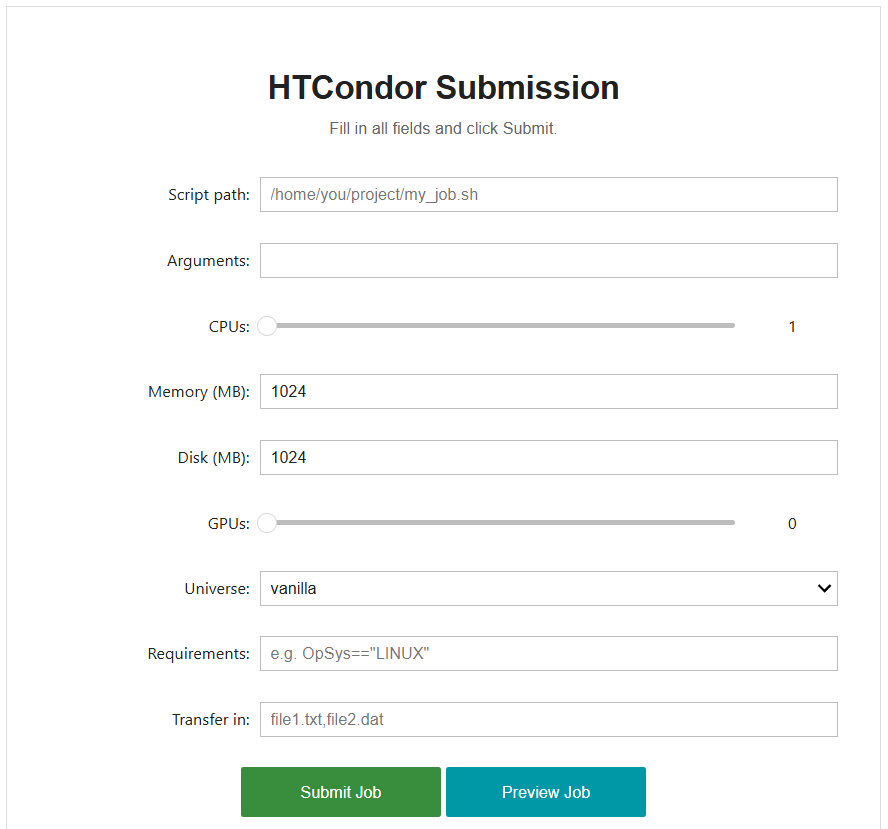 HTCondor Submission
Fill in all fields and click Submit.
Script path: /home/you/project/my_job.sh
Arguments:
CPUs: 1
Memory (MB): 1024
Disk (MB): 1024
GPUs: 0
Universe: vanilla
Requirements: e.g. OpSys=="LINUX"
Transfer in: file1.txt,file2.dat
Submit Job Preview Job